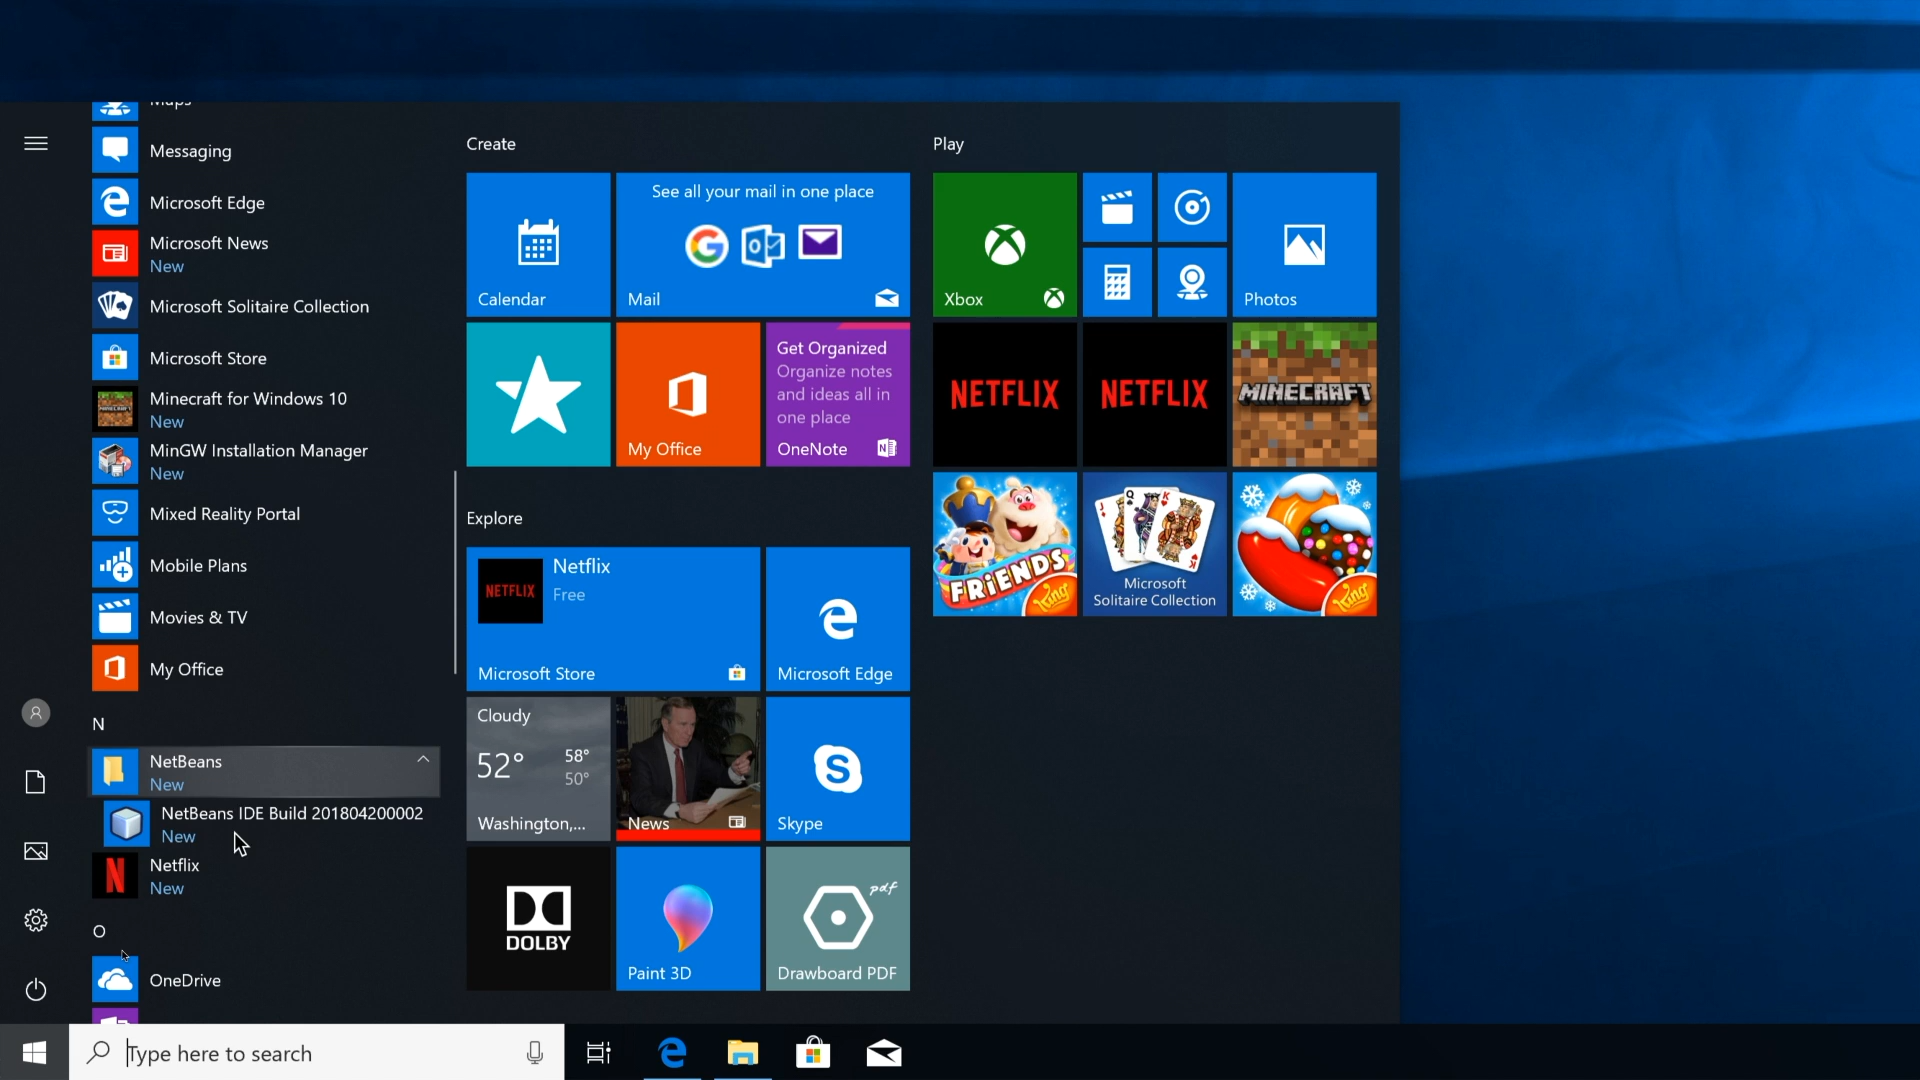 Maps
Messaging
Microsoft Edge
Microsoft News
New
Microsoft Solitaire Collection
Microsoft Store
Minecraft for Windows 10
New
MinGW Installation Manager
New
Mixed Reality Portal
Mobile Plans
Movies & TV
My Office
N
NetBeans
New
NetBeans IDE Build 201804200002
New
Netflix
New
O
OneDrive
Create
Calendar
See all your mail in one place
Mail
My Office
Get Organized
Organize notes
and ideas all in
one place
OneNote
Explore
NETFLIX
Netflix
Free
Microsoft Store
Microsoft Edge
Cloudy
52°
58°
50°
Washington,...
News
Skype
DOLBY
Paint 3D
pdf
Drawboard PDF
Play
Xbox
Photos
NETFLIX
NETFLIX
MINECRAFT
FRIENDS
King
Microsoft
Solitaire Collection
King
Type here to search